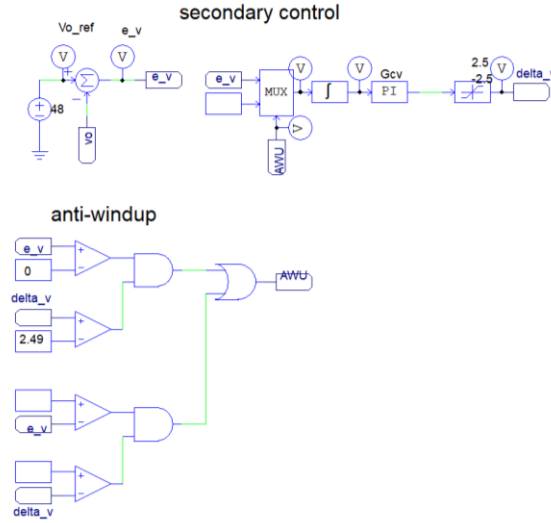 secondary control
Vo_ref
e_v
V
V
+
Σ
−
e_v
48
vo
e_v
MUX
V
V
AWU
∫
V
Gcv
PI
2.5
-2.5
V
delta_v
anti-windup
e_v
0
+
−
delta_v
2.49
+
−
AWU
e_v
+
−
delta_v
+
−